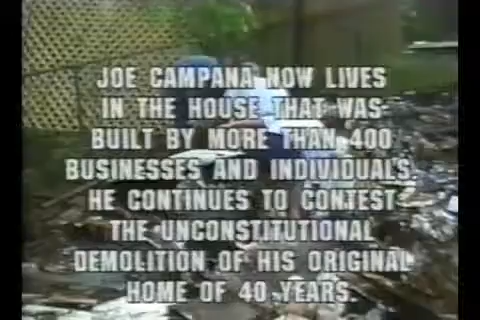 JOE CAMPANA NOW LIVES
IN THE HOUSE THAT WAS
BUILT BY MORE THAN 400
BUSINESSES AND INDIVIDUALS.
HE CONTINUES TO CONTEST
THE UNCONSTITUTIONAL
DEMOLITION OF HIS ORIGINAL
HOME OF 40 YEARS.